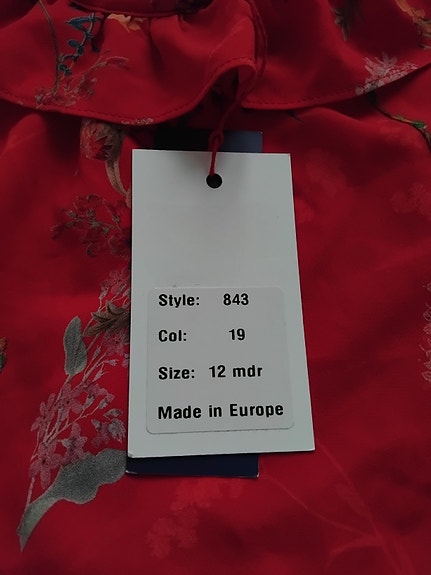 Style: 843
Col: 19
Size: 12 mdr
Made in Europe